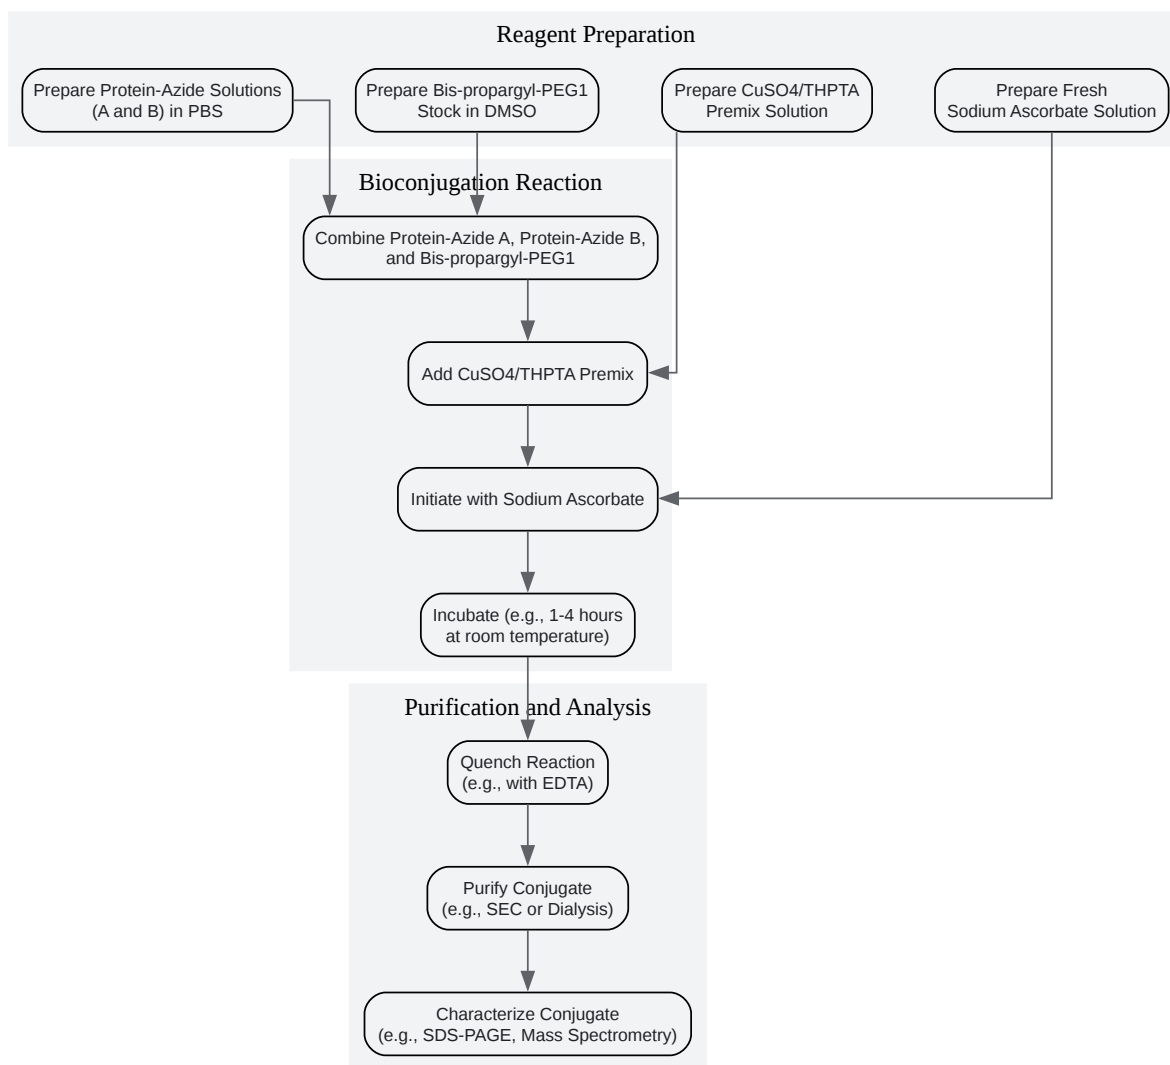 Reagent Preparation
Prepare Protein-Azide Solutions
(A and B) in PBS
Prepare Bis-propargyl-PEG1
Stock in DMSO
Prepare CuSO4/THPTA
Premix Solution
Prepare Fresh
Sodium Ascorbate Solution
Bioconjugation Reaction
Combine Protein-Azide A, Protein-Azide B,
and Bis-propargyl-PEG1
Add CuSO4/THPTA Premix
Initiate with Sodium Ascorbate
Incubate (e.g., 1-4 hours
at room temperature)
Purification and Analysis
Quench Reaction
(e.g., with EDTA)
Purify Conjugate
(e.g., SEC or Dialysis)
Characterize Conjugate
(e.g., SDS-PAGE, Mass Spectrometry)